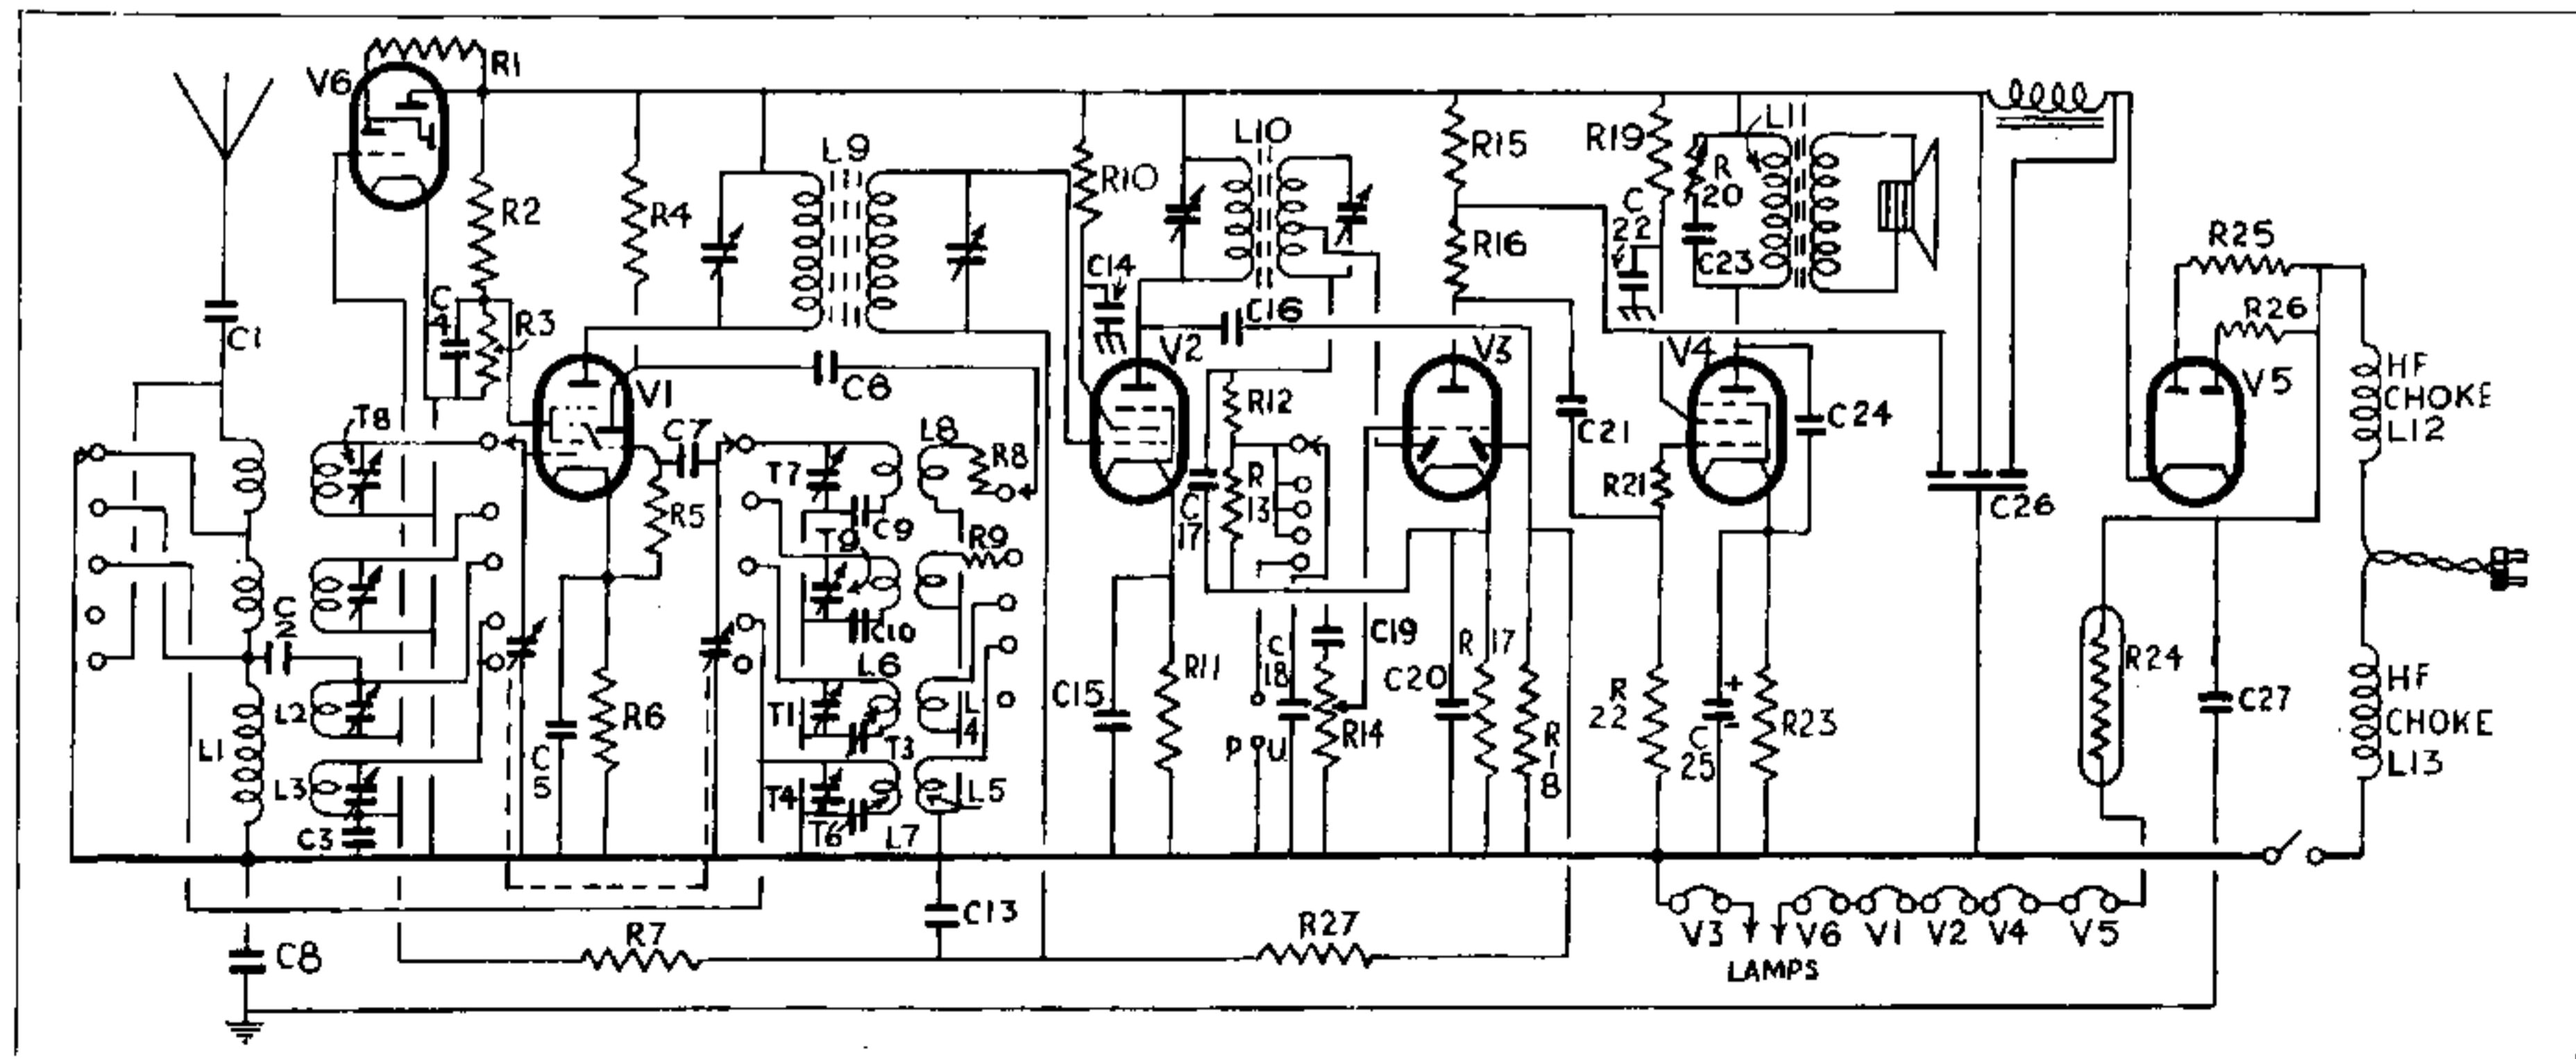 V6
R1
R2
R4
L9
R10
L10
R15
L11
R19
R
20
C
22
R16
C23
C14
R25
R26
C1
C
4
R3
V1
C6
C16
V2
V3
V4
V5
HF
CHOKE
L12
T8
C7
L8
R8
T7
C9
R5
R12
R
13
C
17
C21
R21
C24
C26
T9
R9
C10
C
2
L6
L2
L1
L3
C3
R6
C
5
T1
T3
L
4
T4
T6
L5
L7
C15
R11
C
18
C19
P U
R14
C20
R 17
R
18
R
22
C
25
+
-
R23
R24
C27
HF
CHOKE
L13
C8
R7
C13
R27
V3
V6
V1
V2
V4
V5
LAMPS